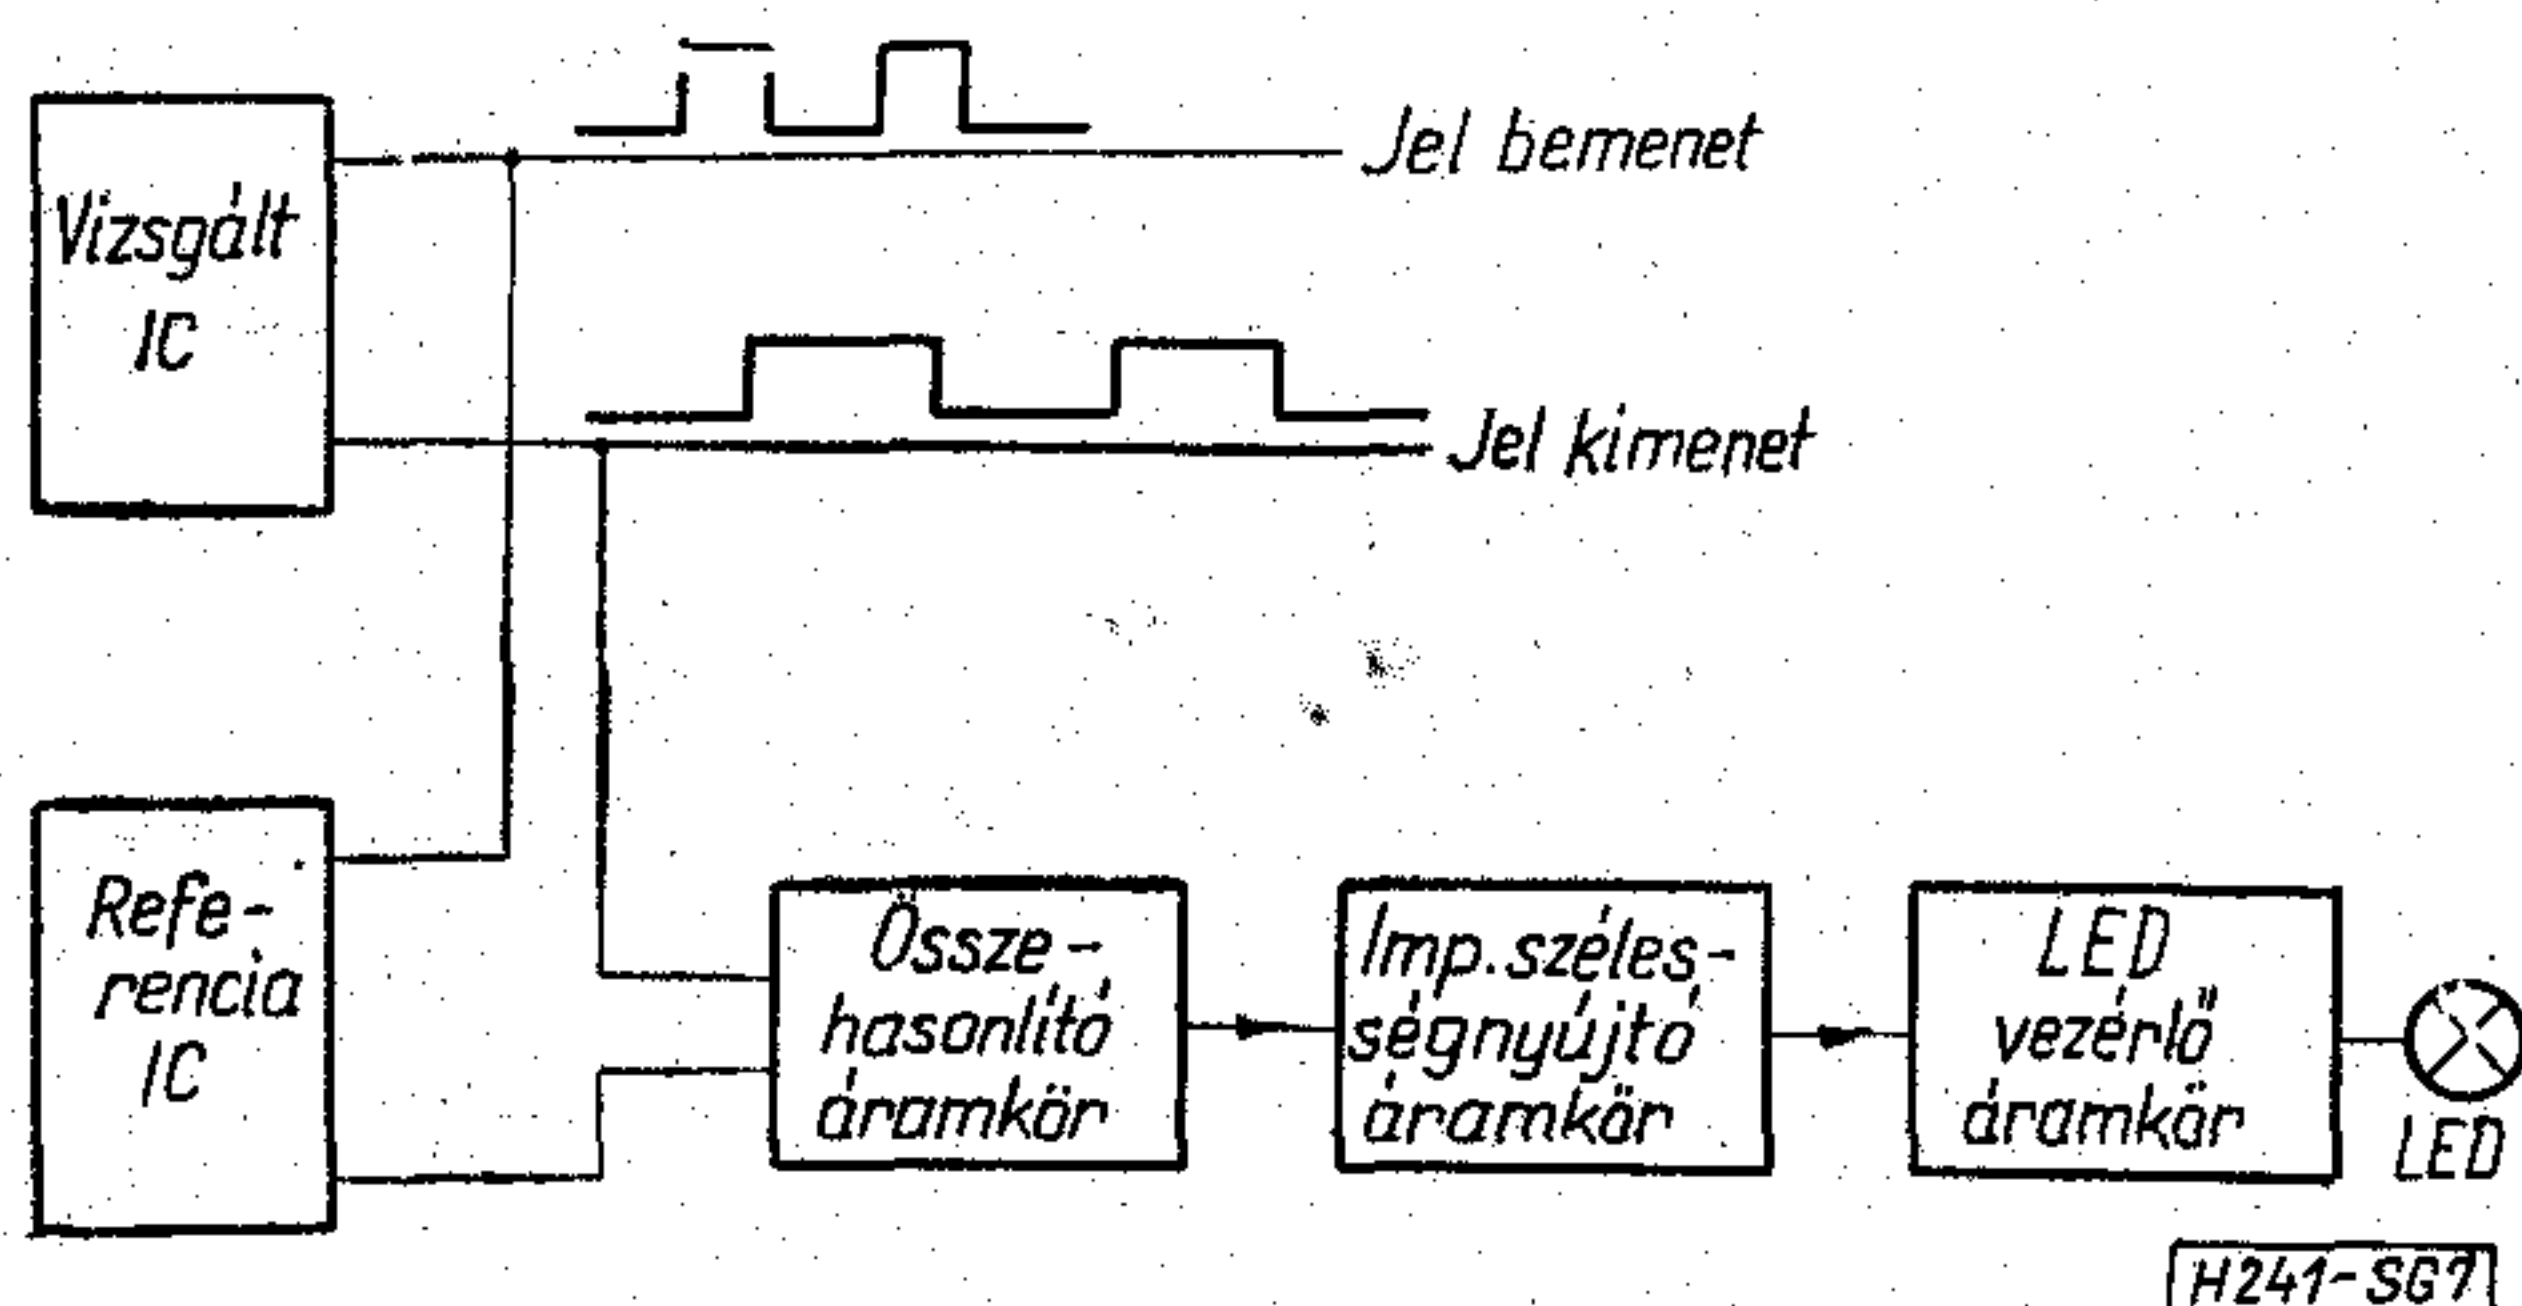 Jel bemenet
Vizsgált
IC
Jel kimenet
Refe-
rencia
IC
Össze-
hasonlító
áramkör
Imp. széles-
ségnyújtó
áramkör
LED
vezérlő
áramkör
LED
H241-SG7